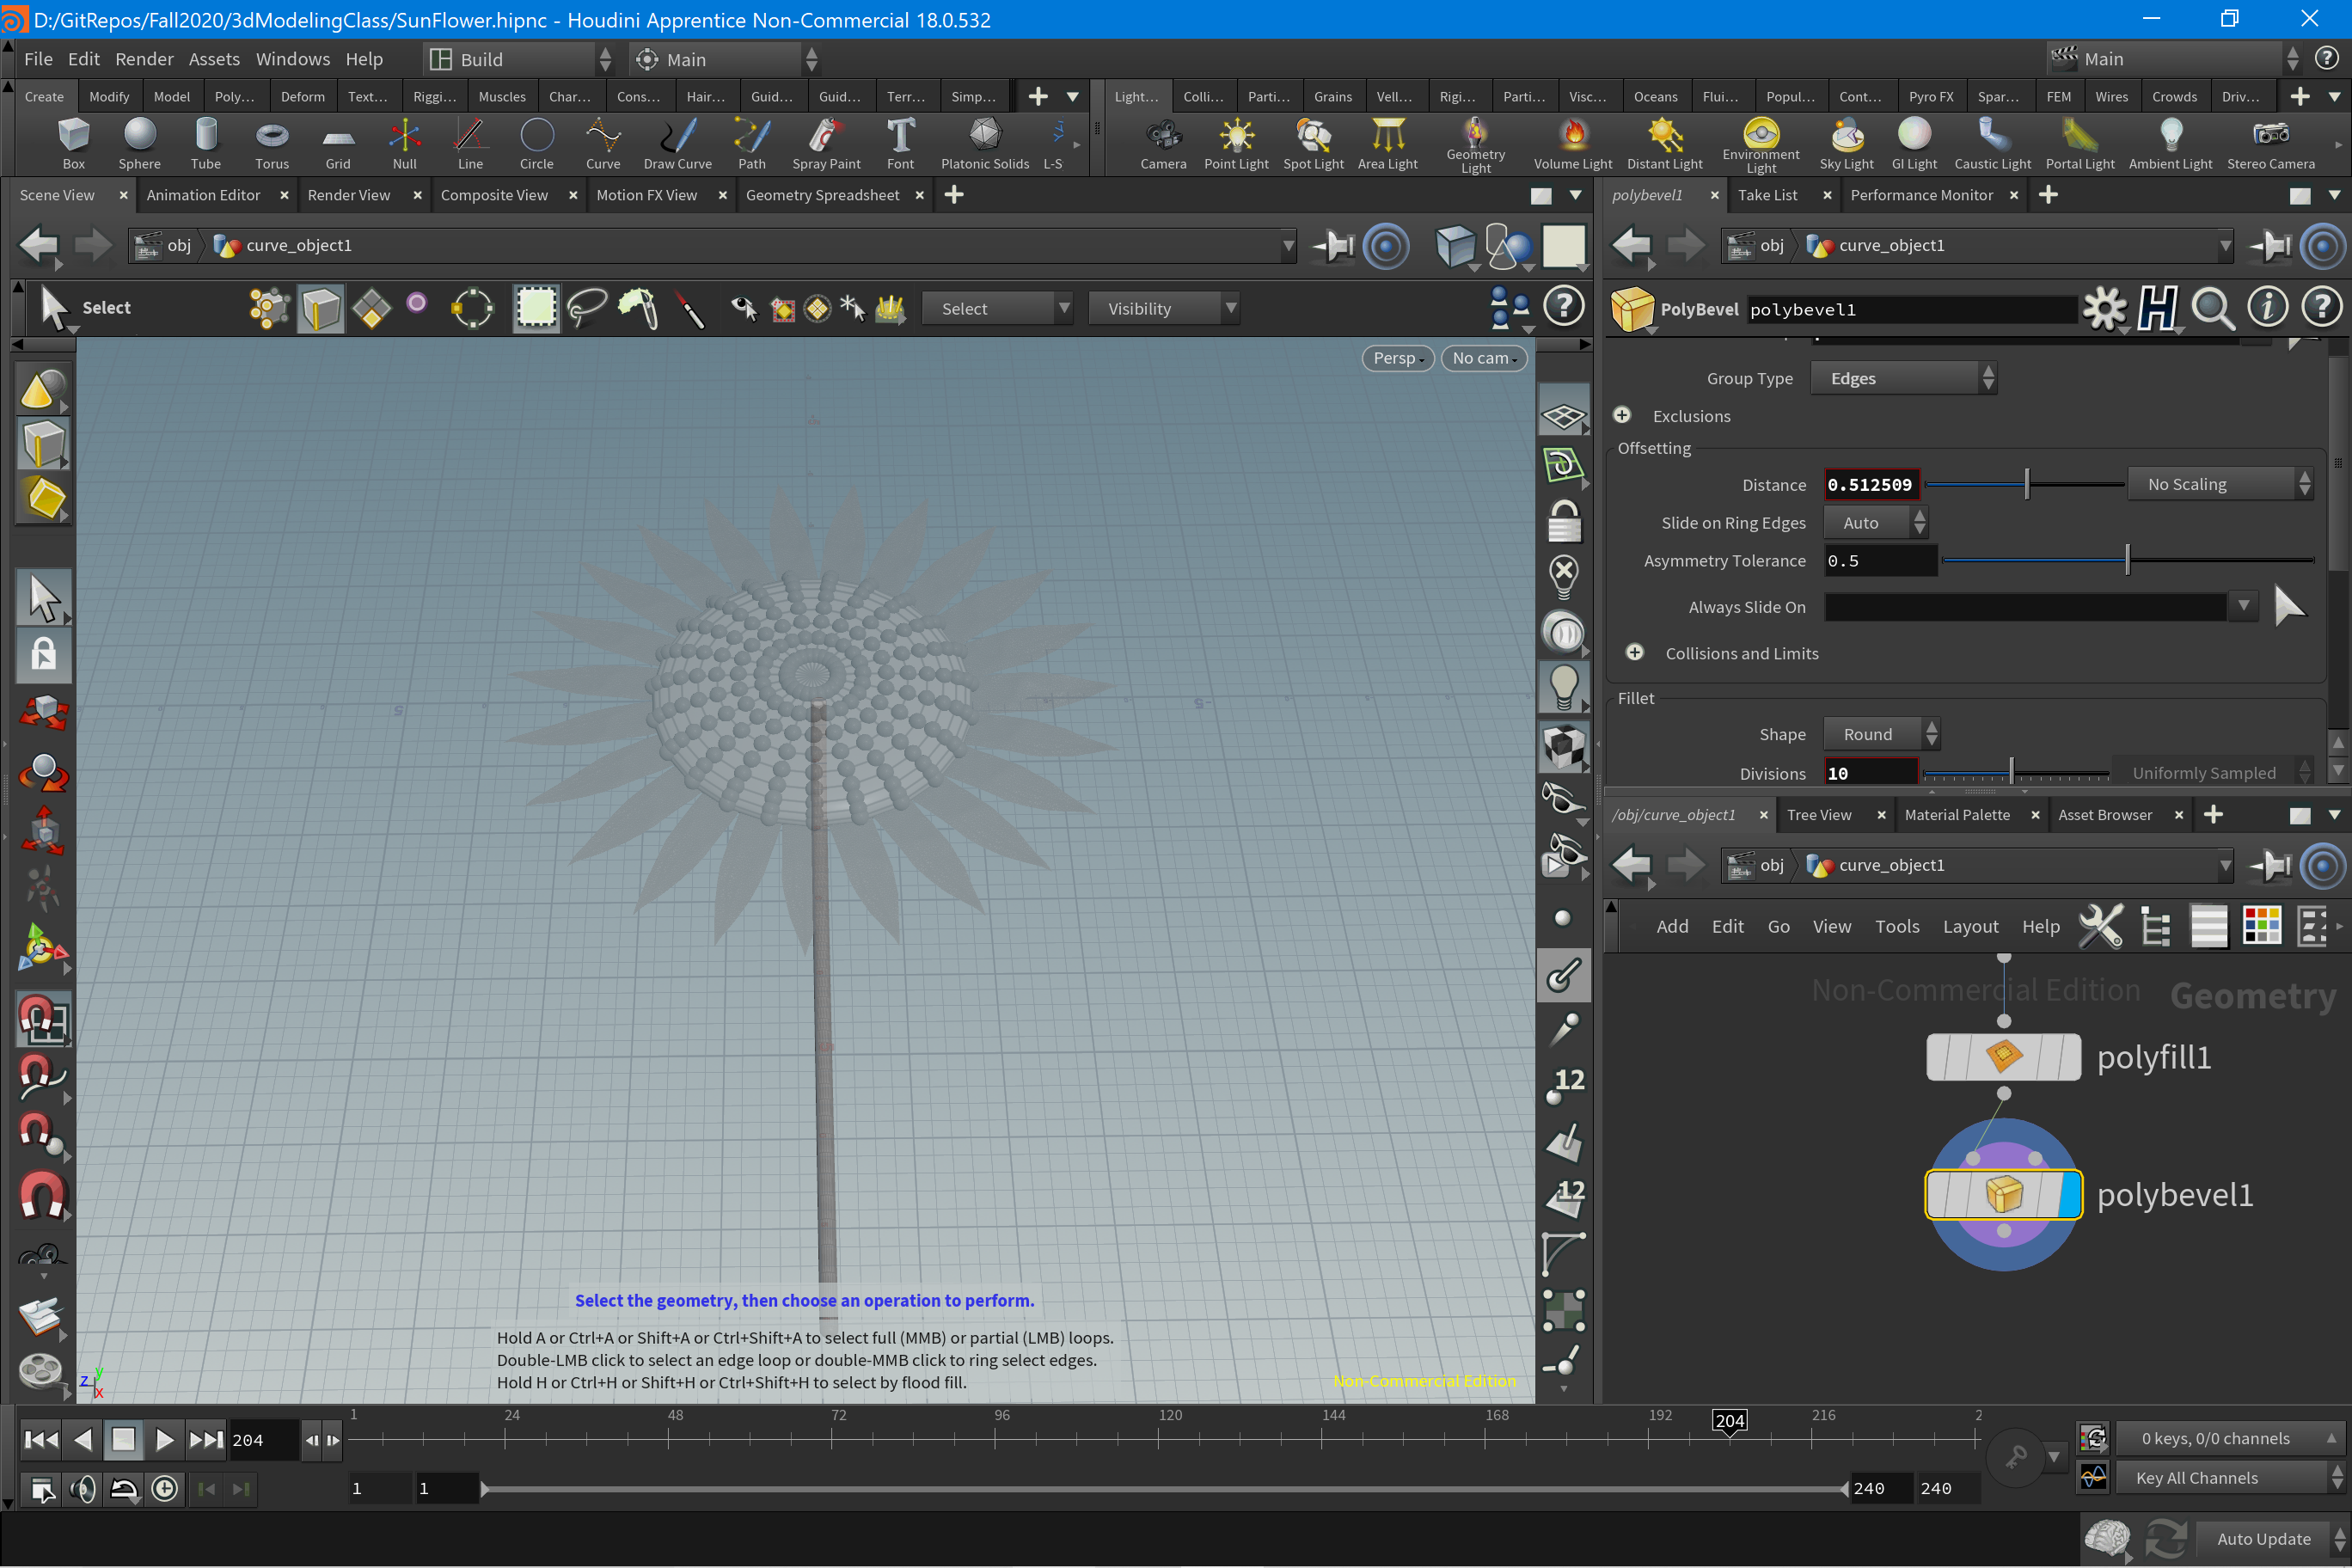 D:/GitRepos/Fall2020/3dModelingClass/SunFlower.hipnc - Houdini Apprentice Non-Commercial 18.0.532
File Edit Render Assets Windows Help Build Main Main
Create Modify Model Poly... Deform Text... Riggi... Muscles Char... Cons... Hair... Guid... Guid... Terr... Simp...
Light... Colli... Parti... Grains Vell... Rigi... Parti... Visc... Oceans Flui... Popul... Cont... Pyro FX Spar... FEM Wires Crowds Driv...
Box Sphere Tube Torus Grid Null Line Circle Curve Draw Curve Path Spray Paint Font Platonic Solids L-S
Camera Point Light Spot Light Area Light Geometry Light Volume Light Distant Light Environment Light Sky Light GI Light Caustic Light Portal Light Ambient Light Stereo Camera
Scene View Animation Editor Render View Composite View Motion FX View Geometry Spreadsheet
obj curve_object1
Select Select Visibility
Persp No cam
5
-5
Select the geometry, then choose an operation to perform.
Hold A or Ctrl+A or Shift+A or Ctrl+Shift+A to select full (MMB) or partial (LMB) loops.
Double-LMB click to select an edge loop or double-MMB click to ring select edges.
Hold H or Ctrl+H or Shift+H or Ctrl+Shift+H to select by flood fill.
Non-Commercial Edition
z y x
12
12
polybevel1 Take List Performance Monitor
obj curve_object1
PolyBevel polybevel1
Group Type Edges
Exclusions
Offsetting
Distance 0.512509 No Scaling
Slide on Ring Edges Auto
Asymmetry Tolerance 0.5
Always Slide On
Collisions and Limits
Fillet
Shape Round
Divisions 10 Uniformly Sampled
/obj/curve_object1 Tree View Material Palette Asset Browser
obj curve_object1
Add Edit Go View Tools Layout Help
Non-Commercial Edition Geometry
polyfill1
polybevel1
204 1 24 48 72 96 120 144 168 192 204 216 2
0 keys, 0/0 channels
1 1 240 240
Key All Channels
Auto Update